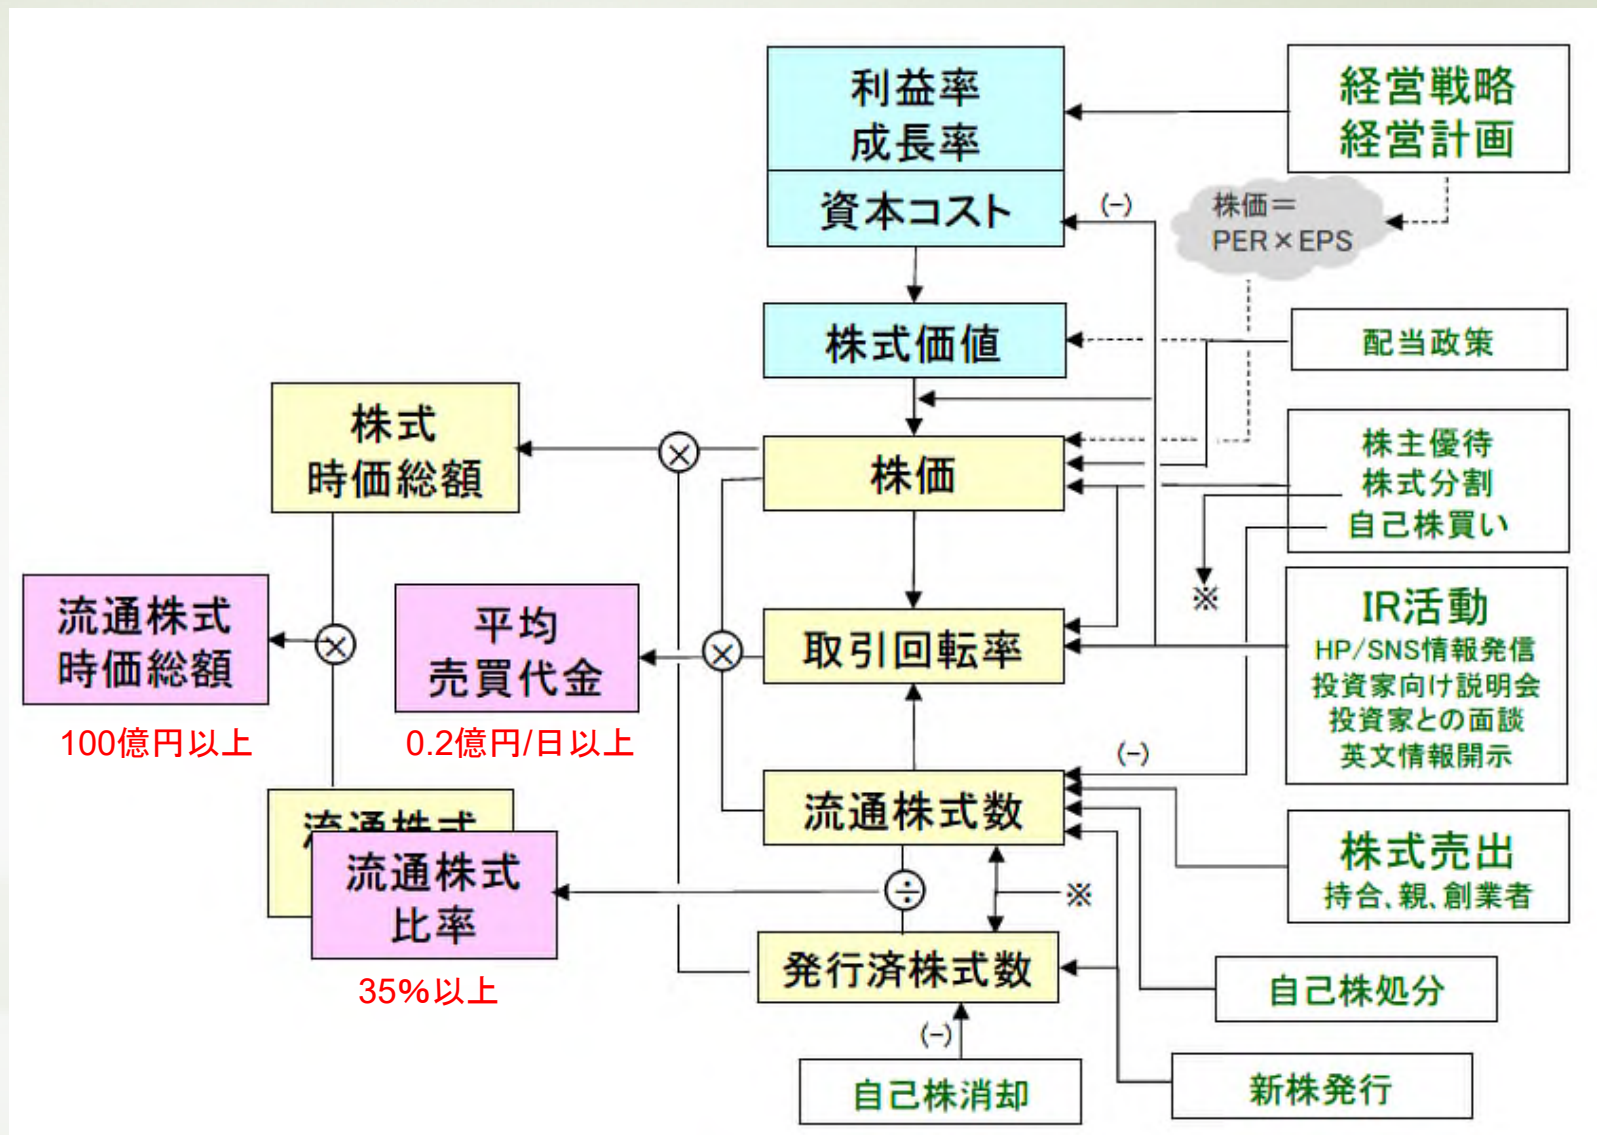 利益率
成長率
資本コスト
経営戦略
経営計画
(-)
株価＝
PER×EPS
株式価値
配当政策
株式
時価総額
×
株価
株主優待
株式分割
自己株買い
※
流通株式
時価総額
100億円以上
×
平均
売買代金
0.2億円/日以上
×
取引回転率
IR活動
HP/SNS情報発信
投資家向け説明会
投資家との面談
英文情報開示
(-)
流通株式数
流通株式
流通株式
比率
35%以上
÷
※
株式売出
持合、親、創業者
発行済株式数
自己株処分
(-)
自己株消却
新株発行